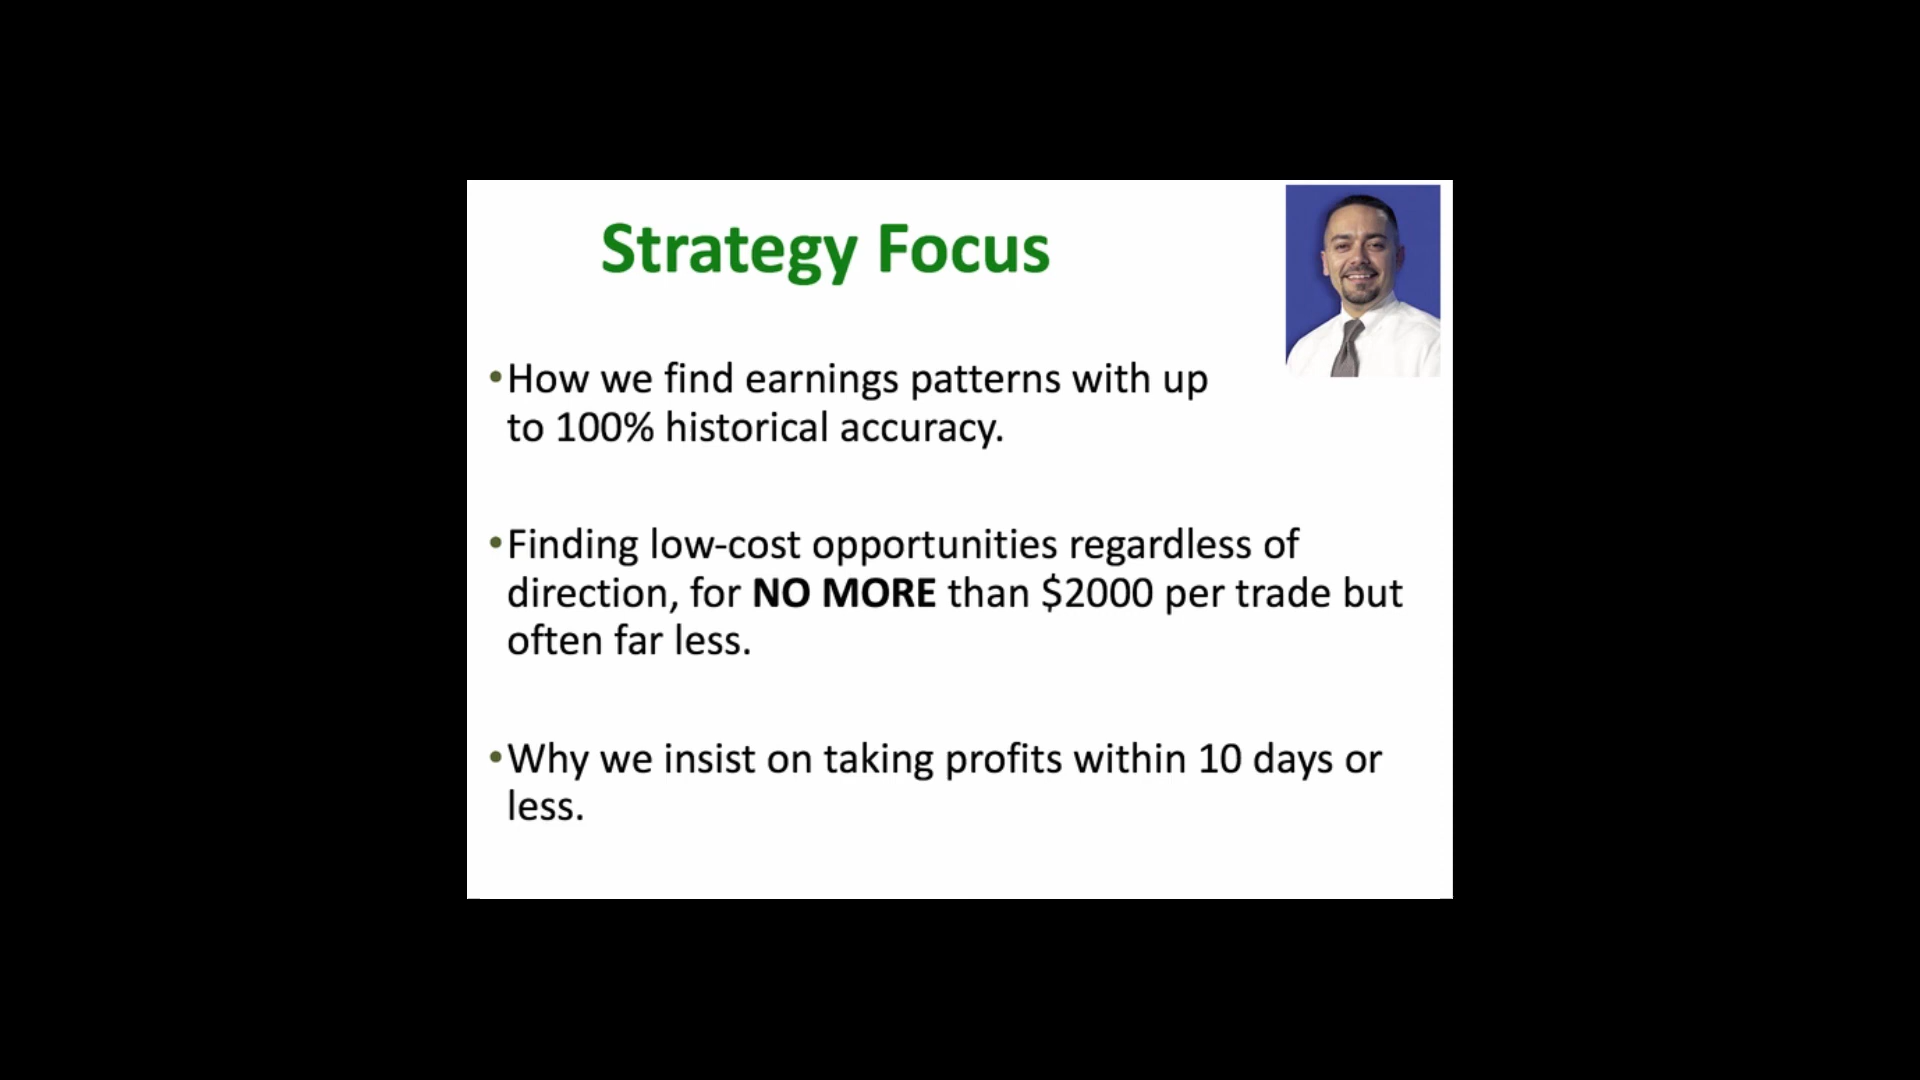 Strategy Focus
•How we find earnings patterns with up
to 100% historical accuracy.
•Finding low-cost opportunities regardless of
direction, for NO MORE than $2000 per trade but
often far less.
•Why we insist on taking profits within 10 days or
less.